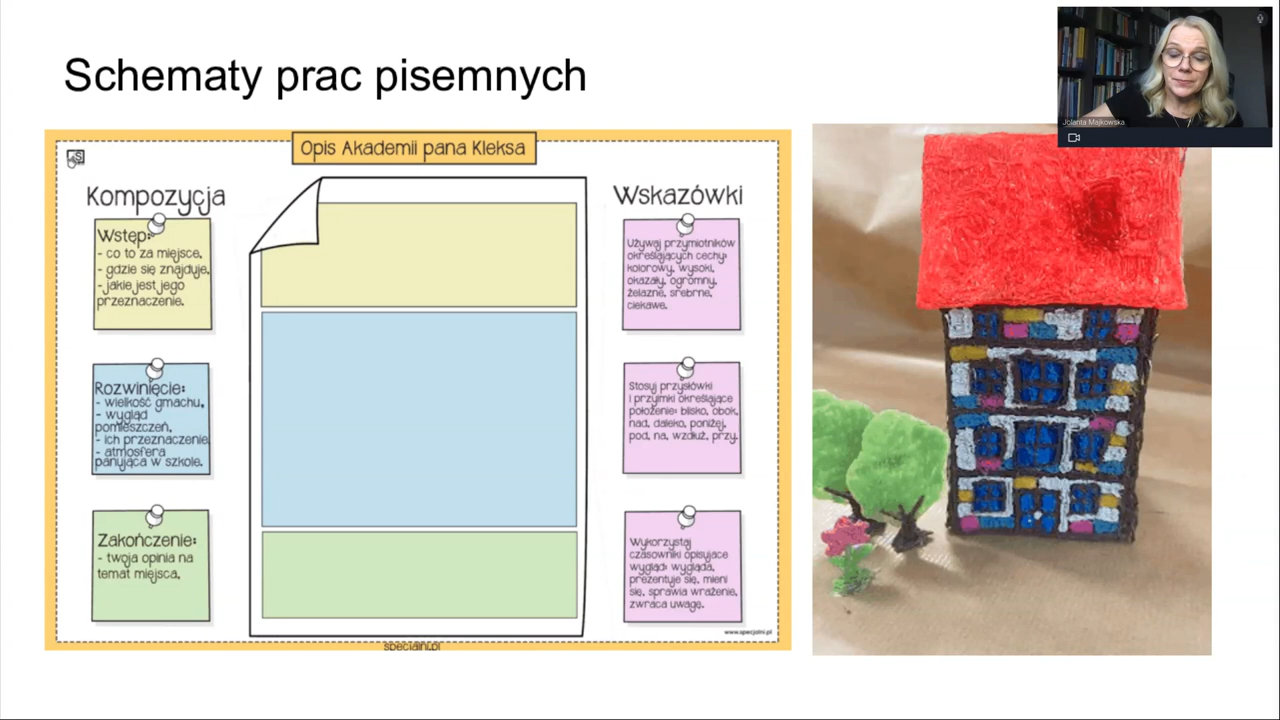 Schematy prac pisemnych
Jolanta Majkowska
Opis Akademii pana Kleksa
Kompozycja
Wstęp:
- co to za miejsce,
- gdzie się znajduje,
- jakie jest jego
przeznaczenie.
Rozwinięcie:
- wielkość gmachu,
- wygląd
pomieszczeń,
- ich przeznaczenie
- atmosfera
panująca w szkole.
Zakończenie:
- twoja opinia na
temat miejsca,
Wskazówki
Używaj przymiotników
określających cechy:
kolorowy, wysoki,
okazały, ogromny,
żelazne, srebrne,
ciekawe.
Stosuj przysłówki
i przyimki określające
położenie: blisko, obok,
nad, daleko, poniżej,
pod, na, wzdłuż, przy.
Wykorzystaj
czasowniki opisujące
wygląd: wygląda,
prezentuje się, mieni
się, sprawia wrażenie,
zwraca uwagę.
www.specjalni.pl
specjalni.pl